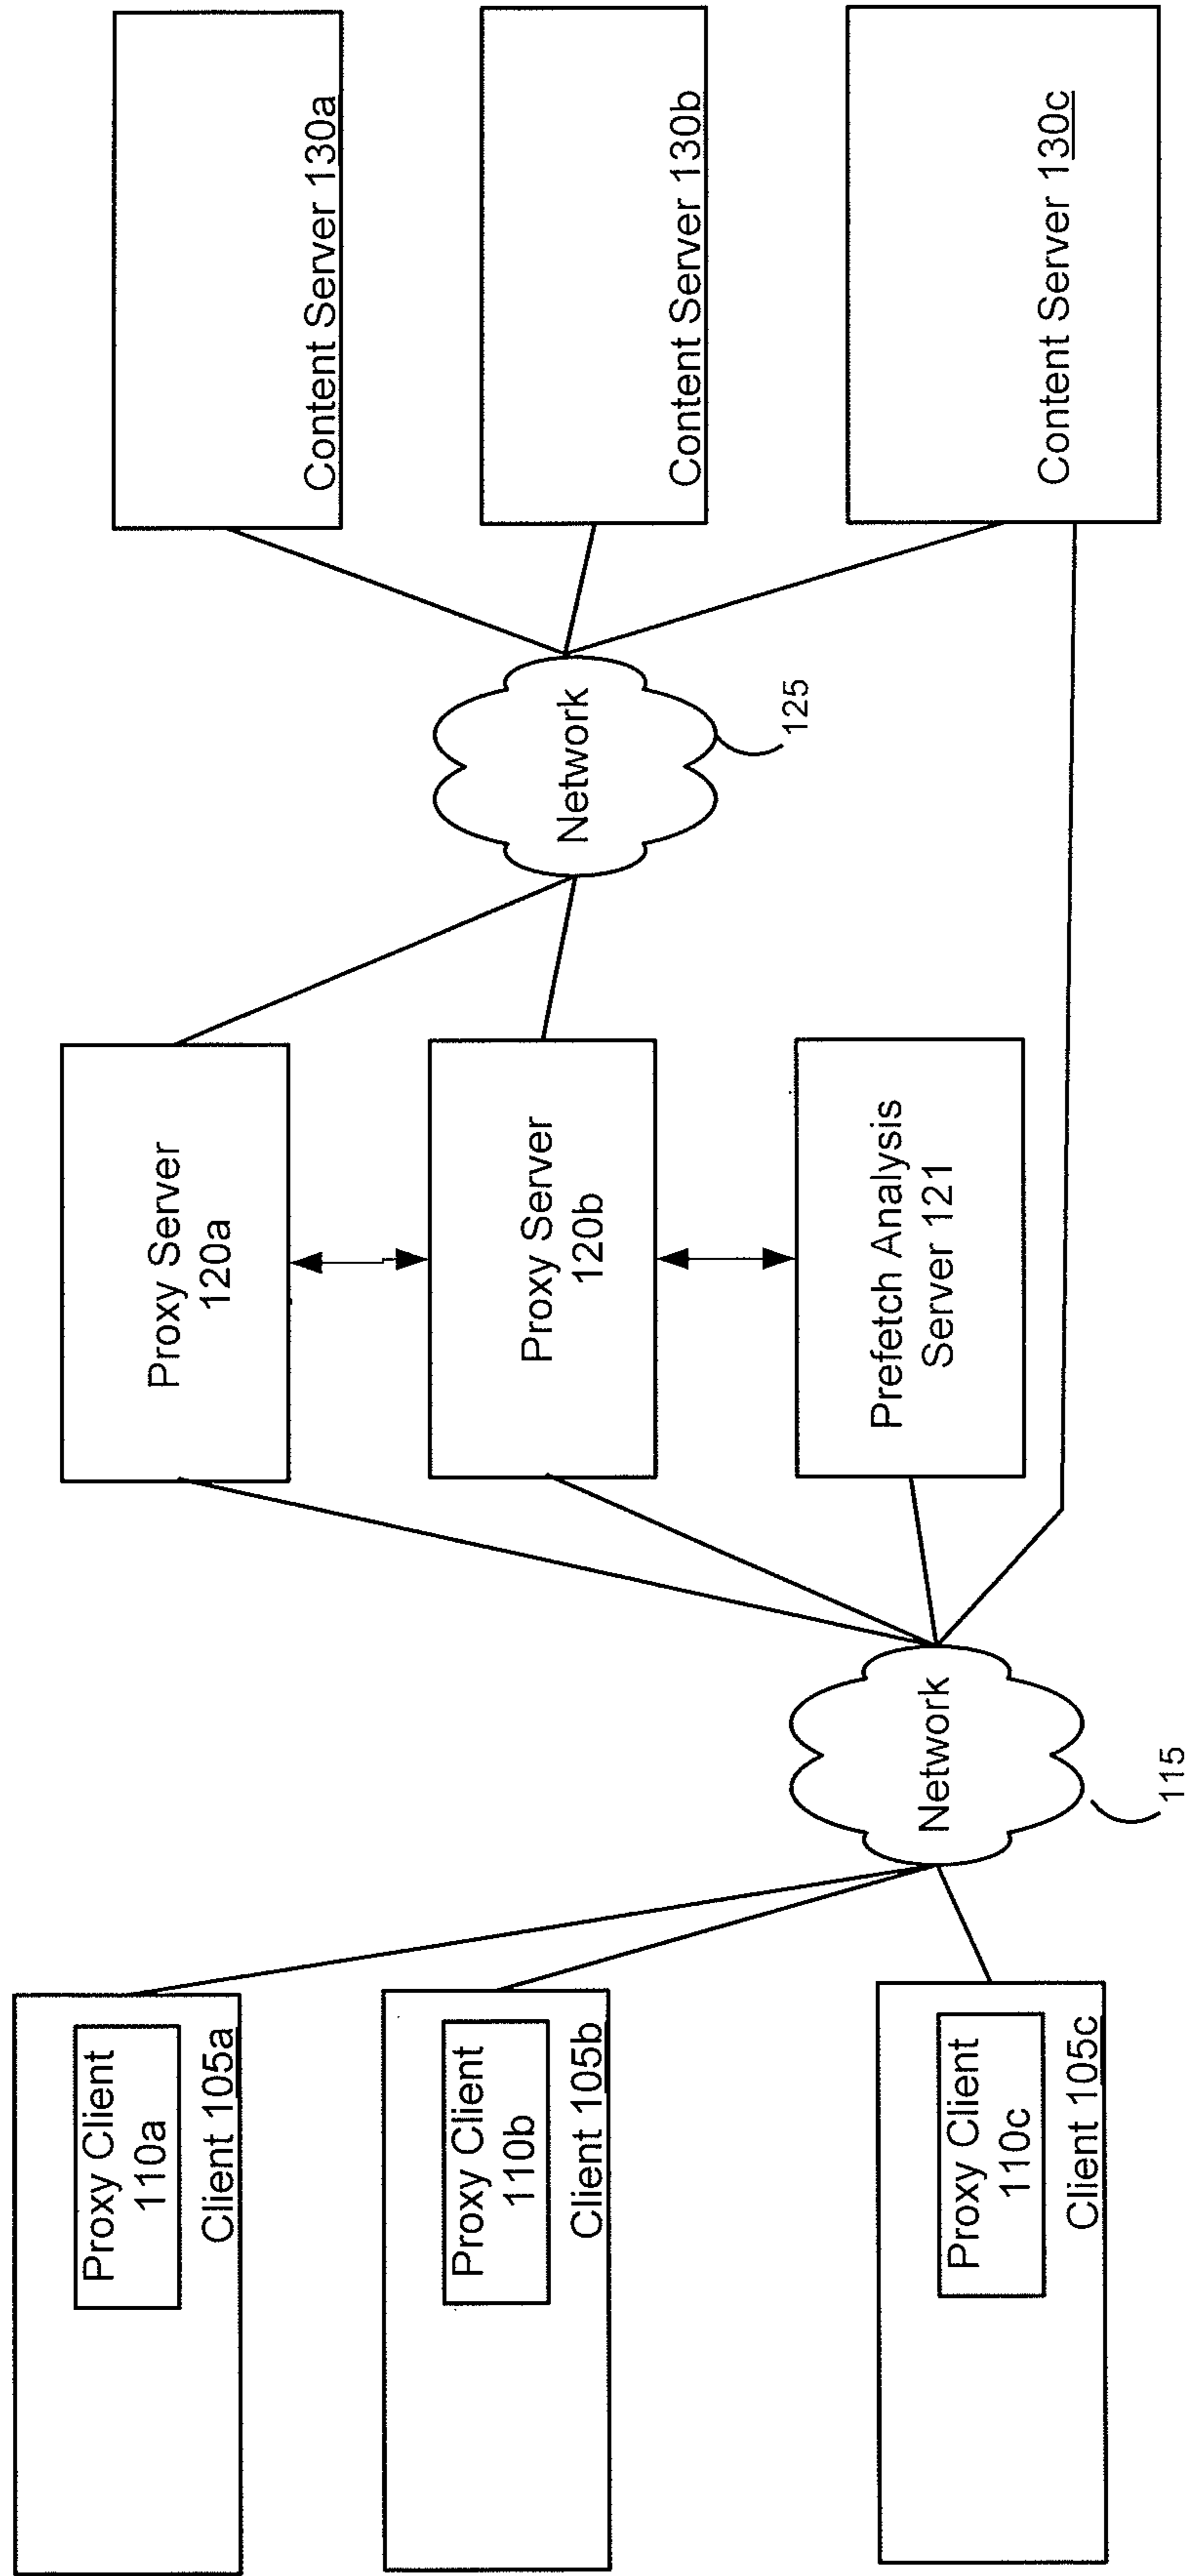 Proxy Client
110a
Client 105a
Proxy Client
110b
Client 105b
Proxy Client
110c
Client 105c
Network
115
Proxy Server
120a
Proxy Server
120b
Prefetch Analysis
Server 121
Network
125
Content Server 130a
Content Server 130b
Content Server 130c